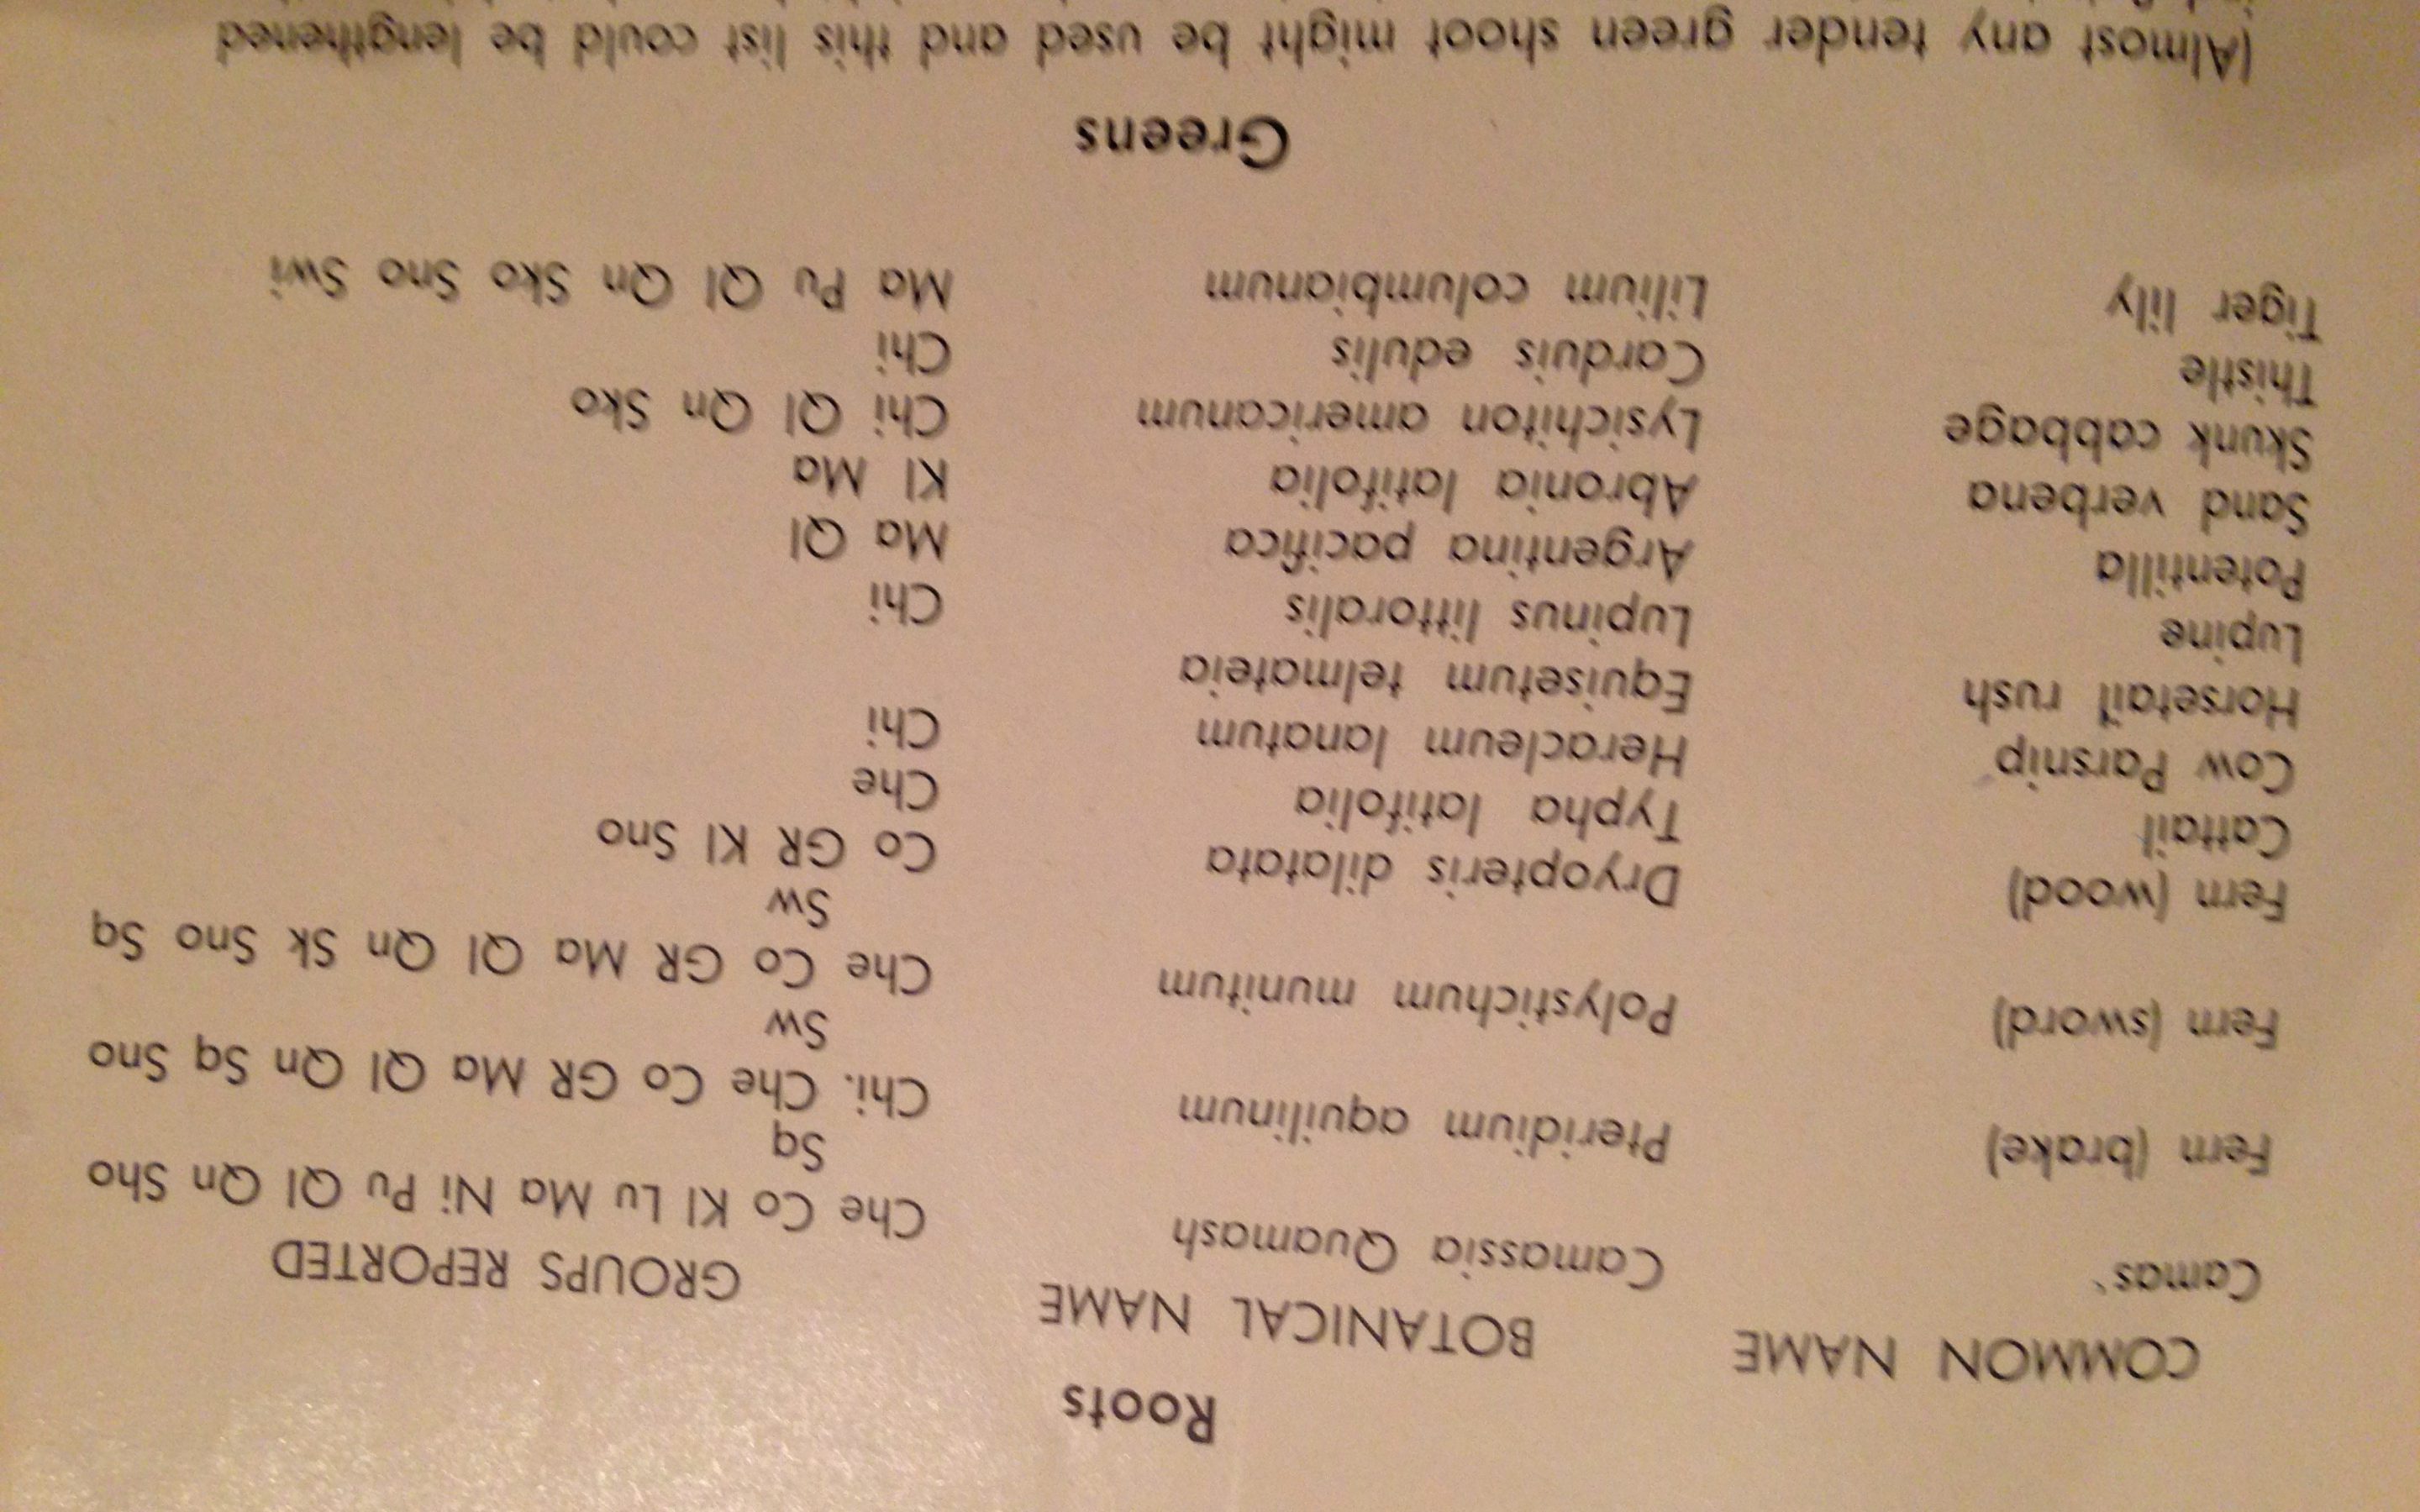 Roots
COMMON NAME BOTANICAL NAME GROUPS REPORTED
Camas Camassia Quamash Che Co Kl Lu Ma Ni Pu Ql Qn Sho
Sq
Fern (brake) Pteridium aquilinum Chi. Che Co GR Ma Ql Qn Sq Sno
Sw
Fern (sword) Polystichum munitum Che Co GR Ma Ql Qn Sk Sno Sq
Sw
Fern (wood) Dryopteris dilatata Co GR Kl Sno
Cattail Typha latifolia Che
Cow Parsnip Heracleum lanatum Chi
Horsetail rush Equisetum telmateia
Lupine Lupinus littoralis Chi
Potentilla Argentina pacifica Ma Ql
Sand verbena Abronia latifolia Kl Ma
Skunk cabbage Lysichiton americanum Chi Ql Qn Sko
Thistle Carduis edulis Chi
Tiger lily Lilium columbianum Ma Pu Ql Qn Sko Sno Swi
Greens
(Almost any tender green shoot might be used and this list could be lengthened